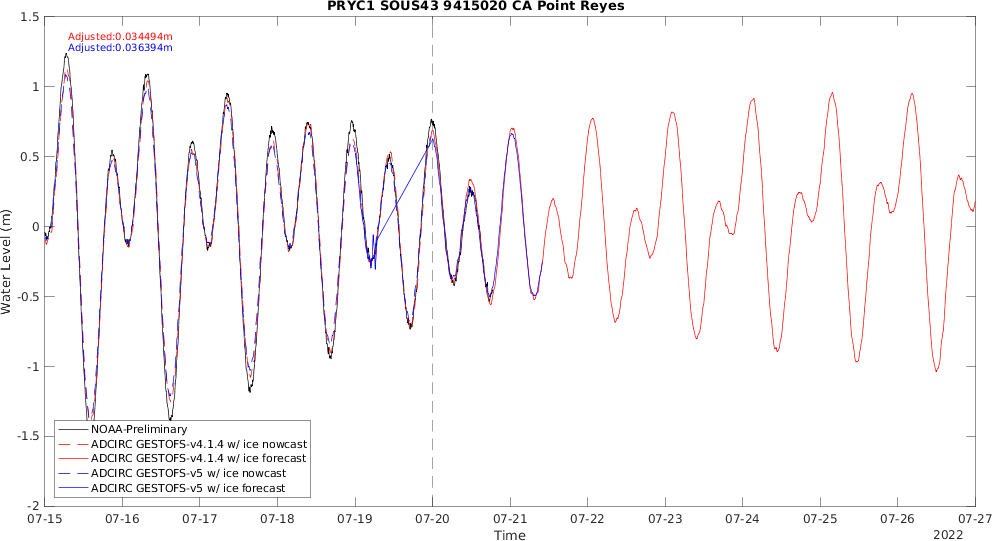 PRYC1 SOUS43 9415020 CA Point Reyes
Adjusted:0.034494m
Adjusted:0.036394m
1.5
1
0.5
0
-0.5
-1
-1.5
-2
Water Level (m)
NOAA-Preliminary
ADCIRC GESTOFS-v4.1.4 w/ ice nowcast
ADCIRC GESTOFS-v4.1.4 w/ ice forecast
ADCIRC GESTOFS-v5 w/ ice nowcast
ADCIRC GESTOFS-v5 w/ ice forecast
07-15 07-16 07-17 07-18 07-19 07-20 07-21 07-22 07-23 07-24 07-25 07-26 07-27
Time
2022